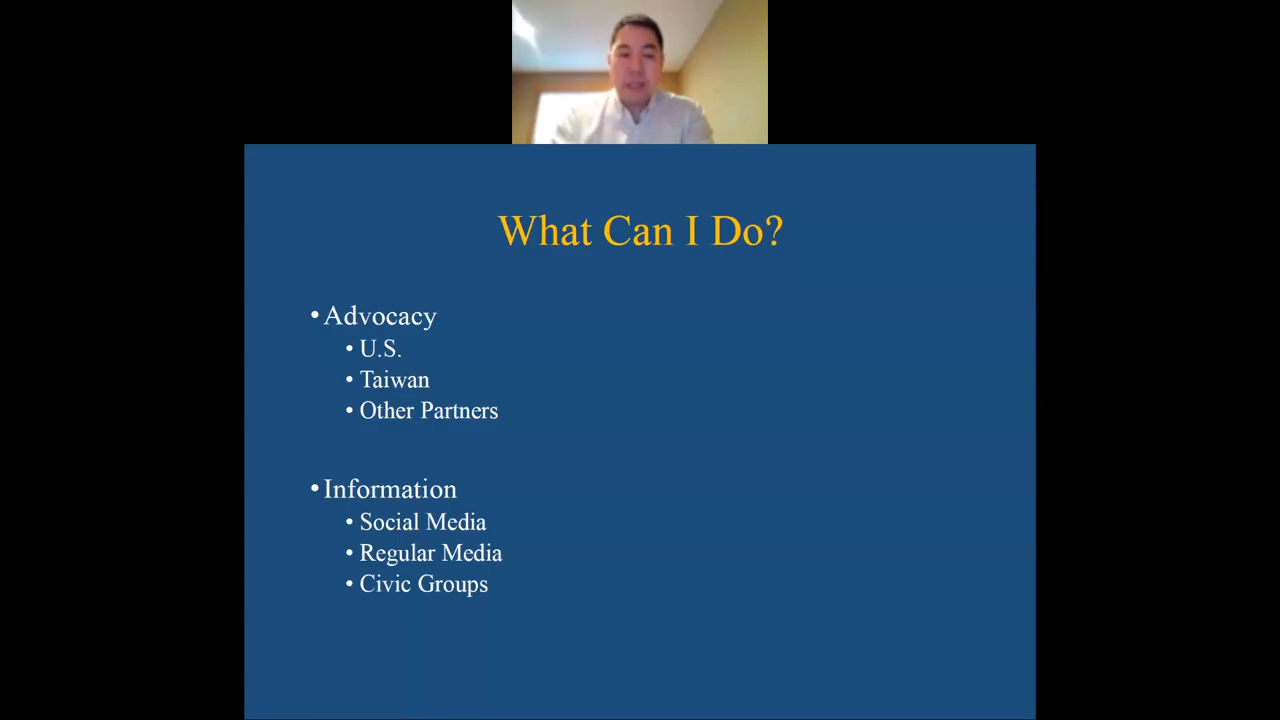 What Can I Do?
• Advocacy
• U.S.
• Taiwan
• Other Partners
• Information
• Social Media
• Regular Media
• Civic Groups